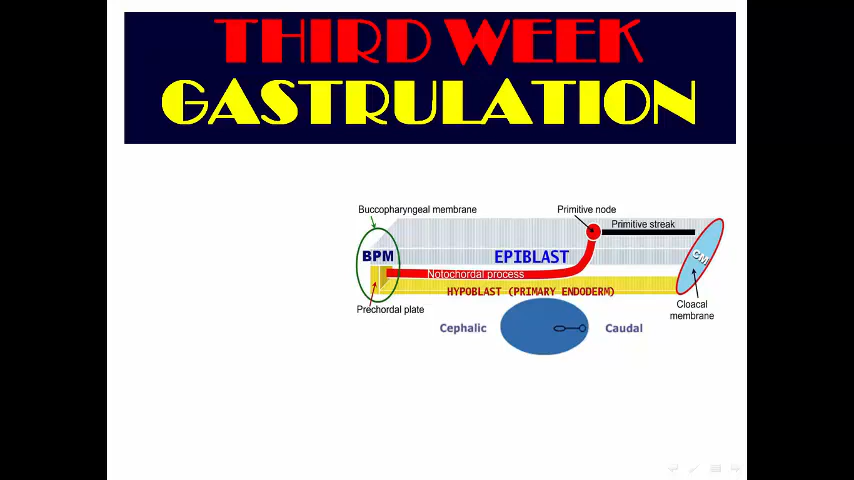 THIRD WEEK
GASTRULATION
Buccopharyngeal membrane
Primitive node
Primitive streak
BPM
EPIBLAST
CM
Notochordal process
HYPOBLAST (PRIMARY ENDODERM)
Prechordal plate
Cloacal
membrane
Cephalic
Caudal